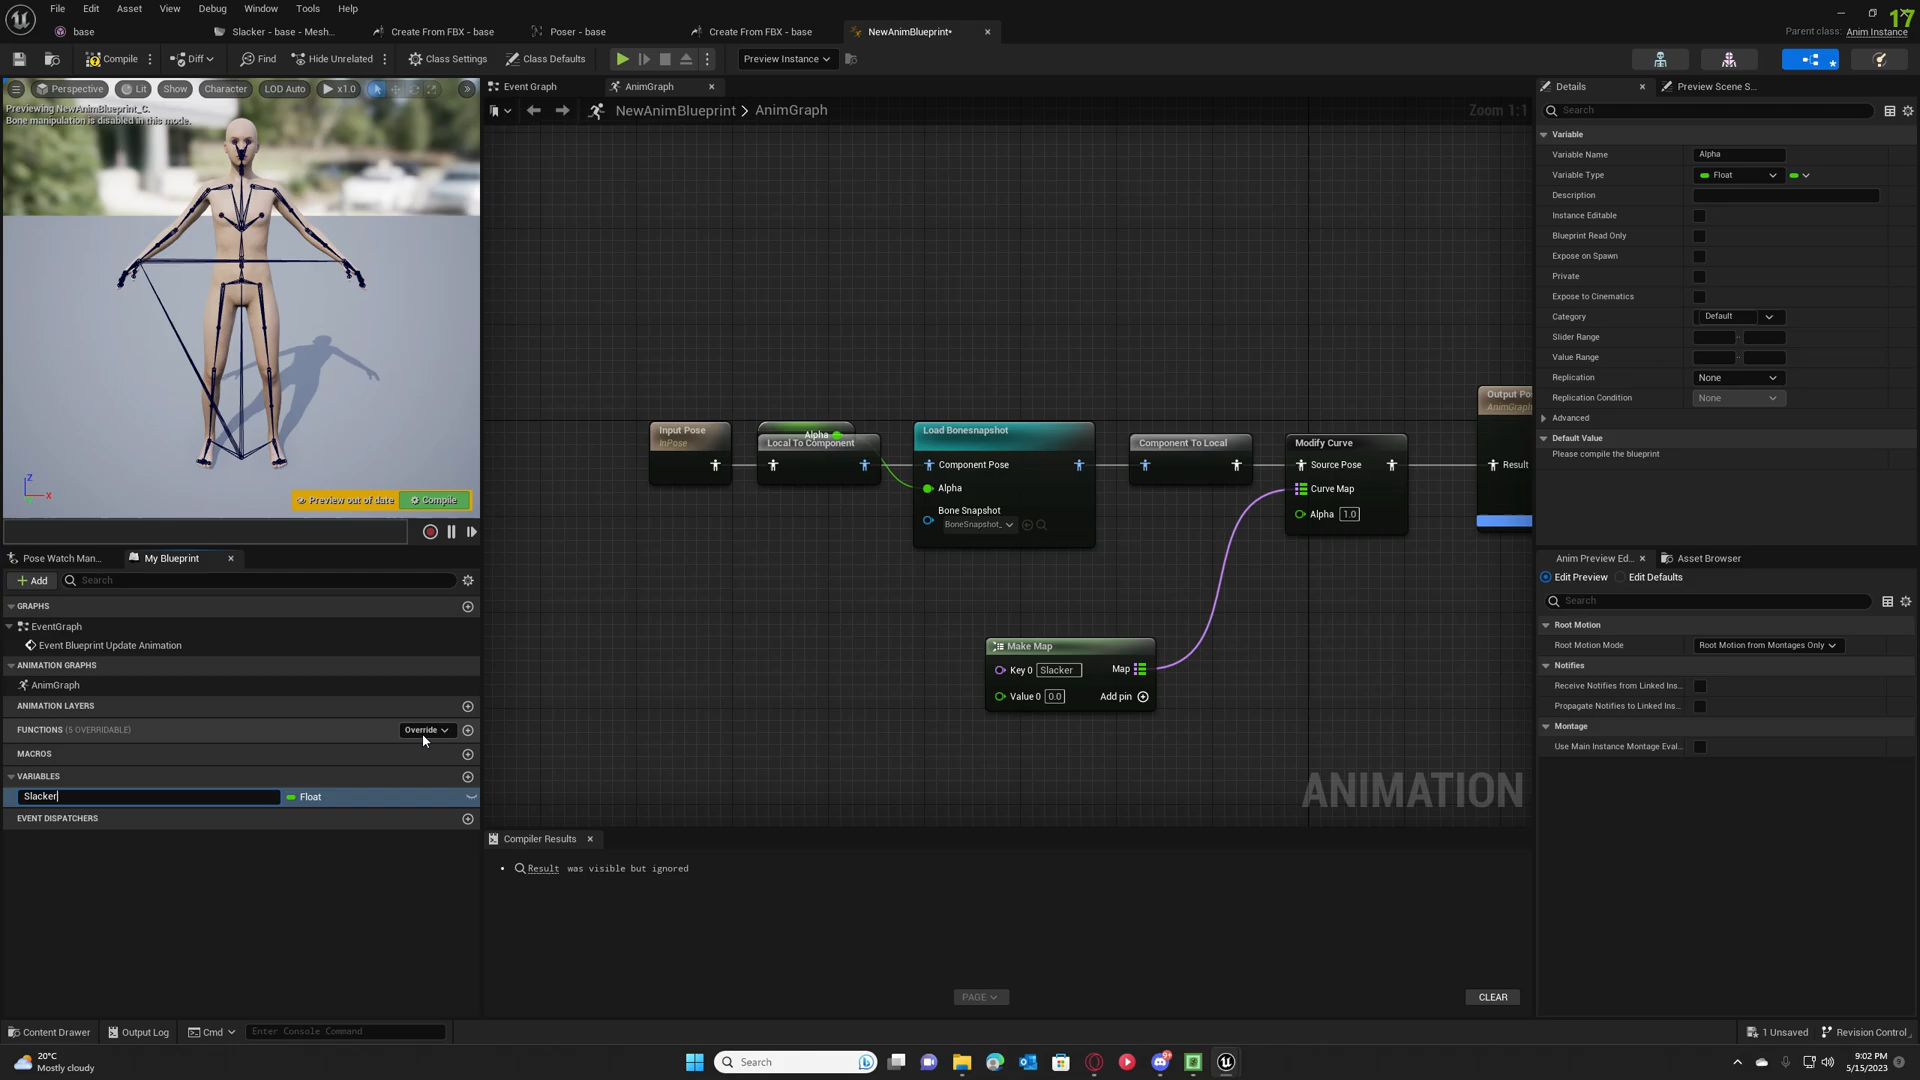 File Edit Asset View Debug Window Tools Help
17
base
Slacker - base - Mesh...
Create From FBX - base
Poser - base
Create From FBX - base
NewAnimBlueprint•
Parent class: Anim Instance
Compile
Diff
Find
Hide Unrelated
Class Settings
Class Defaults
Preview Instance
Perspective
Lit
Show
Character
LOD Auto
x1.0
Previewing NewAnimBlueprint_C.
Bone manipulation is disabled in this mode.
Z
X
Preview out of date
Compile
Event Graph
AnimGraph
NewAnimBlueprint > AnimGraph
Zoom 1:1
Input Pose
InPose
Alpha
Local To Component
Load Bonesnapshot
Component Pose
Alpha
Bone Snapshot
BoneSnapshot_
Component To Local
Modify Curve
Source Pose
Curve Map
Alpha 1.0
Output Po
AnimGraph
Result
Make Map
Key 0 Slacker Map
Value 0 0.0 Add pin
ANIMATION
Pose Watch Man...
My Blueprint
Add
Search
GRAPHS
EventGraph
Event Blueprint Update Animation
ANIMATION GRAPHS
AnimGraph
ANIMATION LAYERS
FUNCTIONS (5 OVERRIDABLE)
Override
MACROS
VARIABLES
Slacker
Float
EVENT DISPATCHERS
Compiler Results
Result was visible but ignored
PAGE
CLEAR
Details
Preview Scene S...
Search
Variable
Variable Name Alpha
Variable Type Float
Description
Instance Editable
Blueprint Read Only
Expose on Spawn
Private
Expose to Cinematics
Category Default
Slider Range
Value Range
Replication None
Replication Condition None
Advanced
Default Value
Please compile the blueprint
Anim Preview Ed...
Asset Browser
Edit Preview
Edit Defaults
Search
Root Motion
Root Motion Mode Root Motion from Montages Only
Notifies
Receive Notifies from Linked Ins...
Propagate Notifies to Linked Ins...
Montage
Use Main Instance Montage Eval...
Content Drawer
Output Log
Cmd
Enter Console Command
1 Unsaved
Revision Control
20°C
Mostly cloudy
Search
9:02 PM
5/15/2023